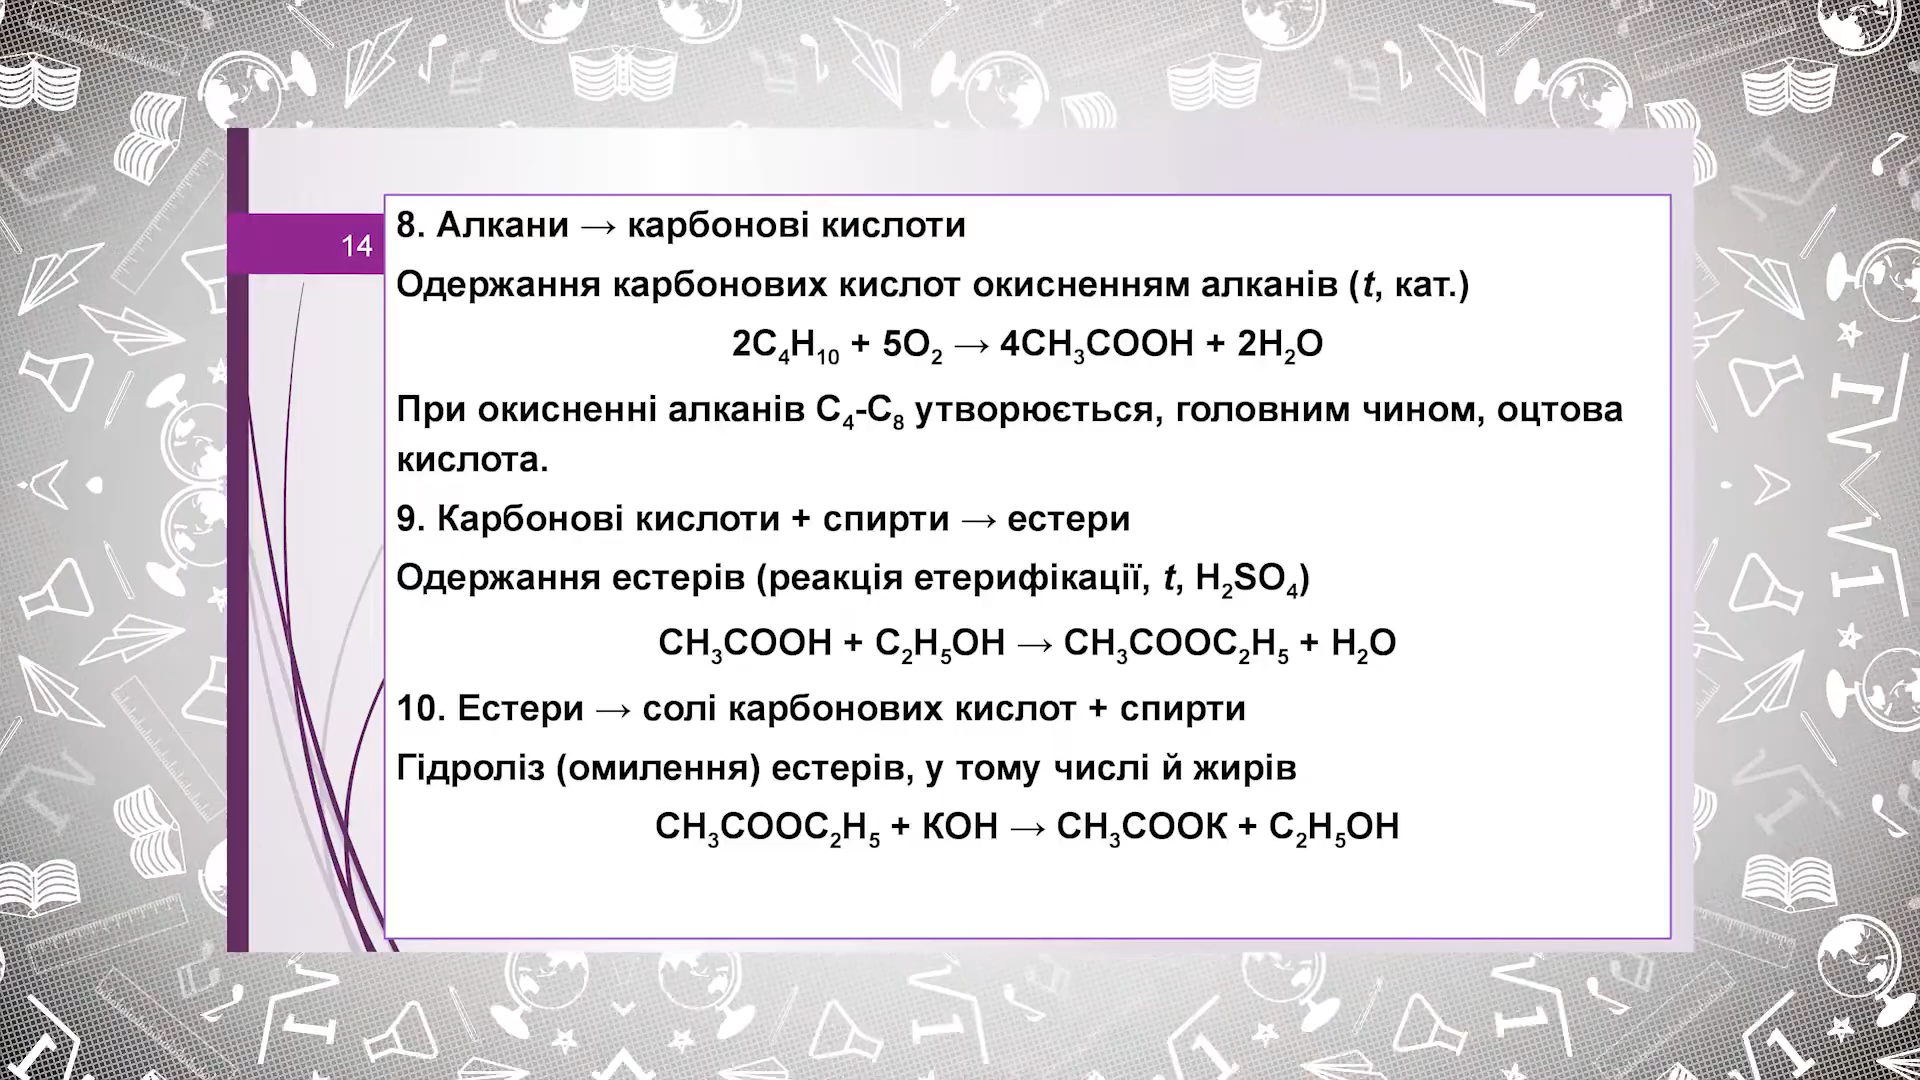 14
8. Алкани → карбонові кислоти
Одержання карбонових кислот окисненням алканів (t, кат.)
2C₄H₁₀ + 5O₂ → 4CH₃COOH + 2H₂O
При окисненні алканів C₄-C₈ утворюється, головним чином, оцтова
кислота.
9. Карбонові кислоти + спирти → естери
Одержання естерів (реакція етерифікації, t, H₂SO₄)
CH₃COOH + C₂H₅OH → CH₃COOC₂H₅ + H₂O
10. Естери → солі карбонових кислот + спирти
Гідроліз (омилення) естерів, у тому числі й жирів
CH₃COOC₂H₅ + KOH → CH₃COOK + C₂H₅OH